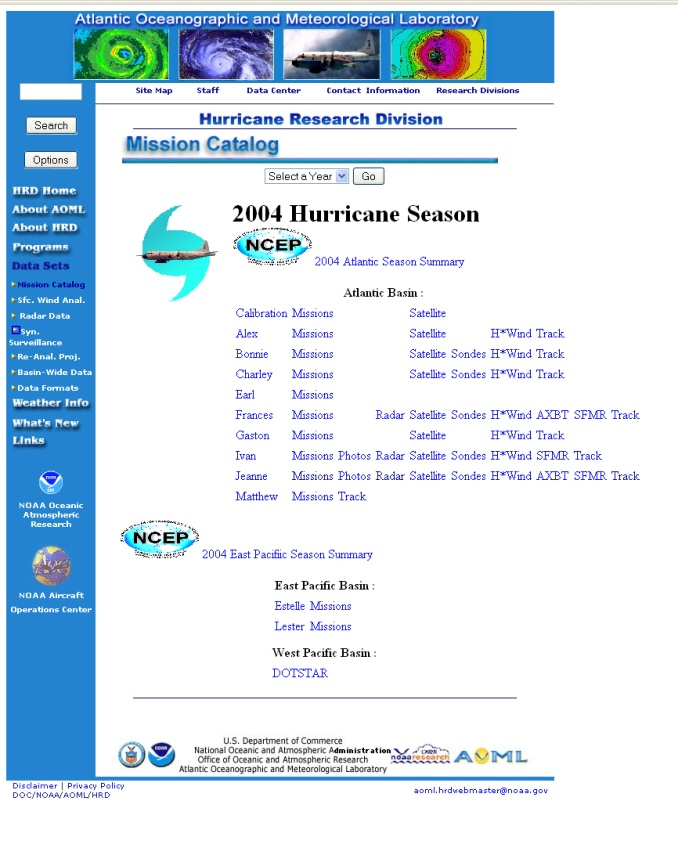 Atlantic Oceanographic and Meteorological Laboratory
Site Map Staff Data Center Contact Information Research Divisions
Search
Options
HRD Home
About AOML
About HRD
Programs
Data Sets
Mission Catalog
Sfc. Wind Anal.
Radar Data
Syn.
Surveillance
Re-Anal. Proj.
Basin-Wide Data
Data Formats
Weather Info
What's New
Links
NOAA Oceanic
Atmospheric
Research
NOAA Aircraft
Operations Center
Hurricane Research Division
Mission Catalog
Select a Year Go
2004 Hurricane Season
NCEP 2004 Atlantic Season Summary
Atlantic Basin :
Calibration Missions Satellite
Alex Missions Satellite H*Wind Track
Bonnie Missions Satellite Sondes H*Wind Track
Charley Missions Satellite Sondes H*Wind Track
Earl Missions
Frances Missions Radar Satellite Sondes H*Wind AXBT SFMR Track
Gaston Missions Satellite H*Wind Track
Ivan Missions Photos Radar Satellite Sondes H*Wind SFMR Track
Jeanne Missions Photos Radar Satellite Sondes H*Wind AXBT SFMR Track
Matthew Missions Track
NCEP 2004 East Pacifiic Season Summary
East Pacific Basin :
Estelle Missions
Lester Missions
West Pacific Basin :
DOTSTAR
U.S. Department of Commerce
National Oceanic and Atmospheric Administration
Office of Oceanic and Atmospheric Research
Atlantic Oceanographic and Meteorological Laboratory
noaaresearch
AOML
Disclaimer | Privacy Policy
DOC/NOAA/AOML/HRD
aoml.hrdwebmaster@noaa.gov